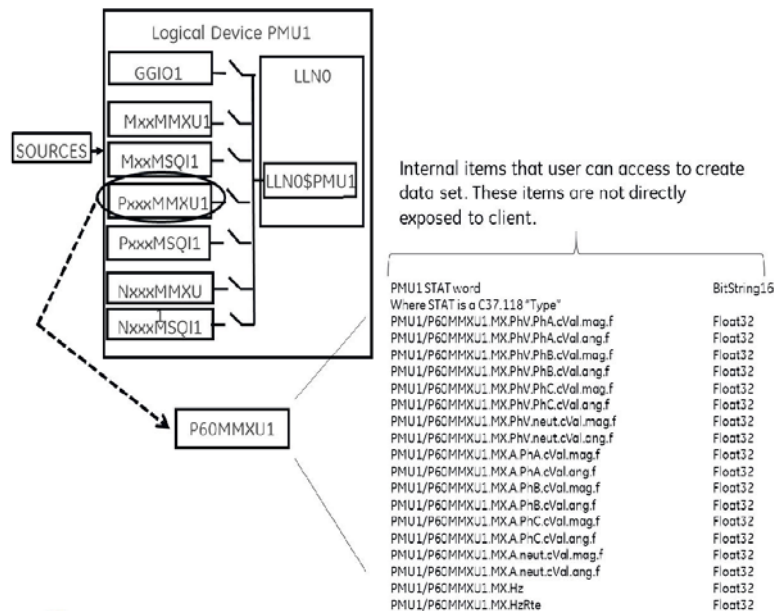 Logical Device PMU1
GGIO1
LLN0
MxxMMXU1
SOURCES
MxxMSQI1
LLN0$PMU1
PxxxMMXU1
PxxxMSQI1
NxxxMMXU
1
NxxxMSQI1
P60MMXU1
Internal items that user can access to create
data set. These items are not directly
exposed to client.
PMU1 STAT word BitString16
Where STAT is a C37.118 "Type"
PMU1/P60MMXU1.MX.PhV.PhA.cVal.mag.f Float32
PMU1/P60MMXU1.MX.PhV.PhA.cVal.ang.f Float32
PMU1/P60MMXU1.MX.PhV.PhB.cVal.mag.f Float32
PMU1/P60MMXU1.MX.PhV.PhB.cVal.ang.f Float32
PMU1/P60MMXU1.MX.PhV.PhC.cVal.mag.f Float32
PMU1/P60MMXU1.MX.PhV.PhC.cVal.ang.f Float32
PMU1/P60MMXU1.MX.PhV.neut.cVal.mag.f Float32
PMU1/P60MMXU1.MX.PhV.neut.cVal.ang.f Float32
PMU1/P60MMXU1.MX.A.PhA.cVal.mag.f Float32
PMU1/P60MMXU1.MX.A.PhA.cVal.ang.f Float32
PMU1/P60MMXU1.MX.A.PhB.cVal.mag.f Float32
PMU1/P60MMXU1.MX.A.PhB.cVal.ang.f Float32
PMU1/P60MMXU1.MX.A.PhC.cVal.mag.f Float32
PMU1/P60MMXU1.MX.A.PhC.cVal.ang.f Float32
PMU1/P60MMXU1.MX.A.neut.cVal.mag.f Float32
PMU1/P60MMXU1.MX.A.neut.cVal.ang.f Float32
PMU1/P60MMXU1.MX.Hz Float32
PMU1/P60MMXU1.MX.HzRte Float32